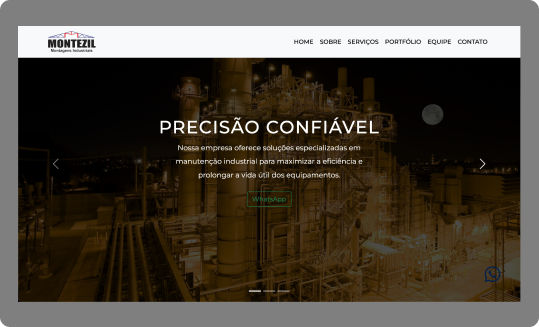 MONTEZIL
Montagens Industriais
HOME SOBRE SERVIÇOS PORTFÓLIO EQUIPE CONTATO
PRECISÃO CONFIÁVEL
Nossa empresa oferece soluções especializadas em
manutenção industrial para maximizar a eficiência e
prolongar a vida útil dos equipamentos.
WhatsApp